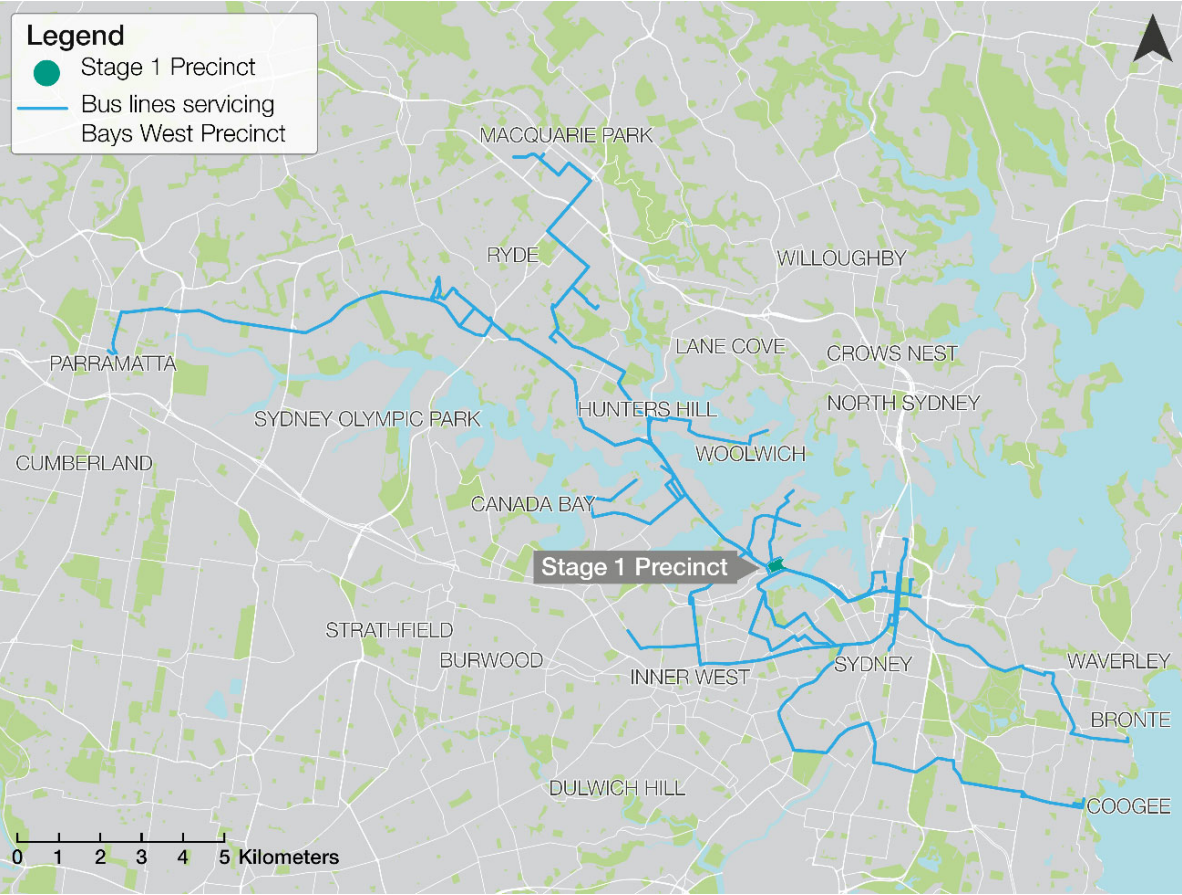 Legend
Stage 1 Precinct
Bus lines servicing
Bays West Precinct
MACQUARIE PARK
RYDE
WILLOUGHBY
LANE COVE
CROWS NEST
PARRAMATTA
NORTH SYDNEY
HUNTERS HILL
SYDNEY OLYMPIC PARK
WOOLWICH
CUMBERLAND
CANADA BAY
Stage 1 Precinct
STRATHFIELD
BURWOOD
WAVERLEY
SYDNEY
INNER WEST
BRONTE
DULWICH HILL
COOGEE
0 1 2 3 4 5 Kilometers